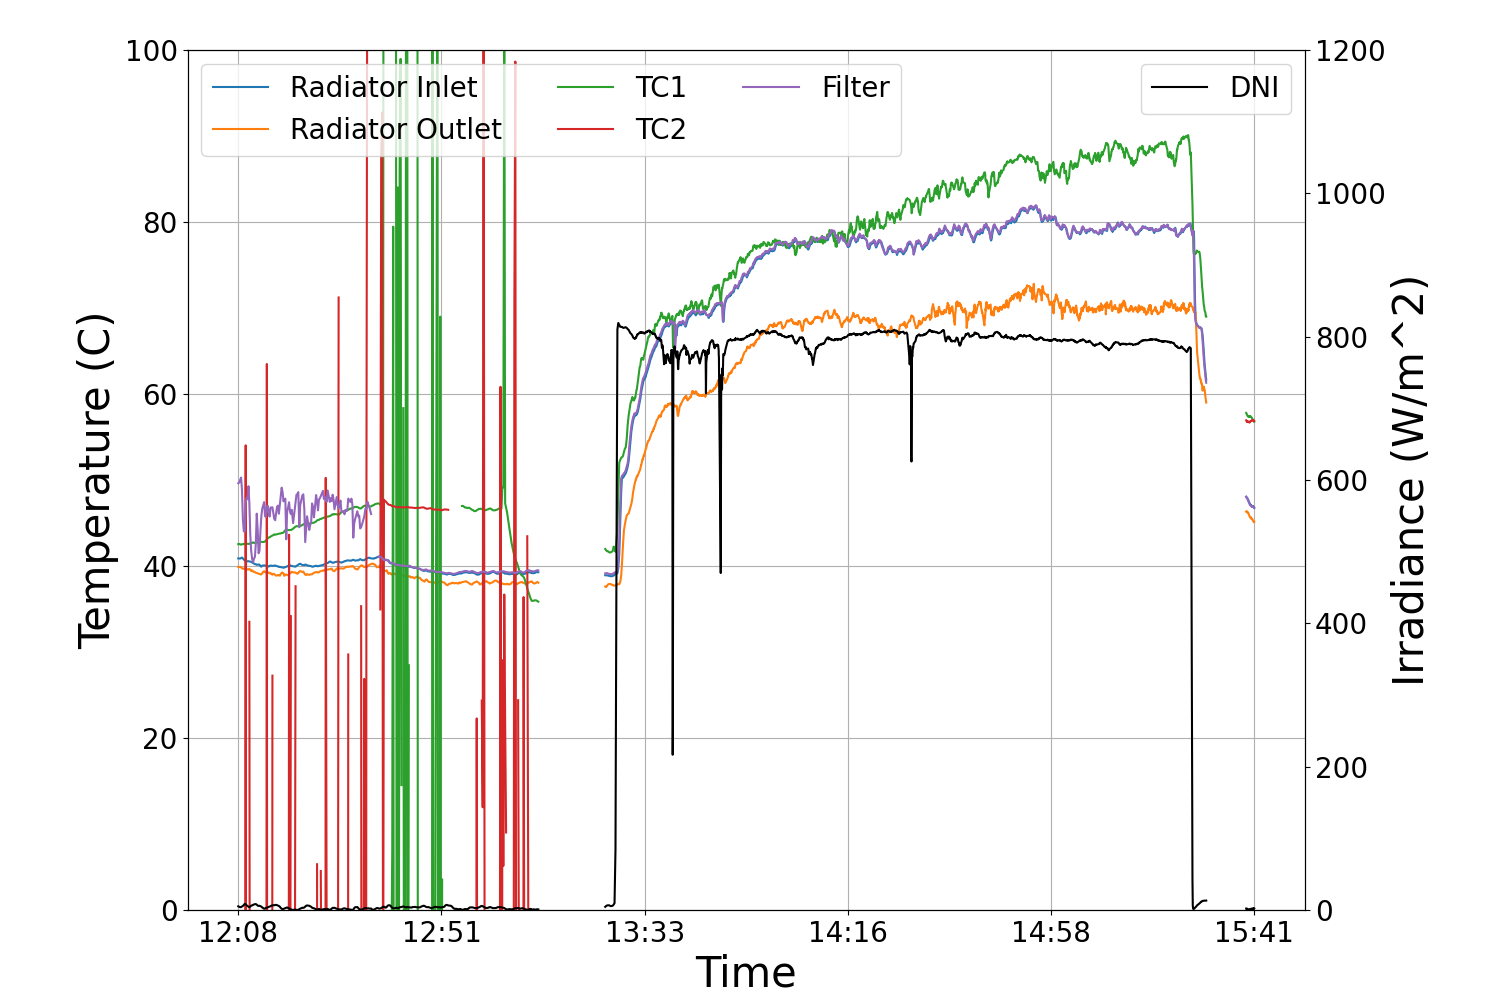 100
80
60
40
20
0
Temperature (C)
Radiator Inlet
Radiator Outlet
TC1
TC2
Filter
DNI
1200
1000
800
600
400
200
0
Irradiance (W/m^2)
12:08 12:51 13:33 14:16 14:58 15:41
Time